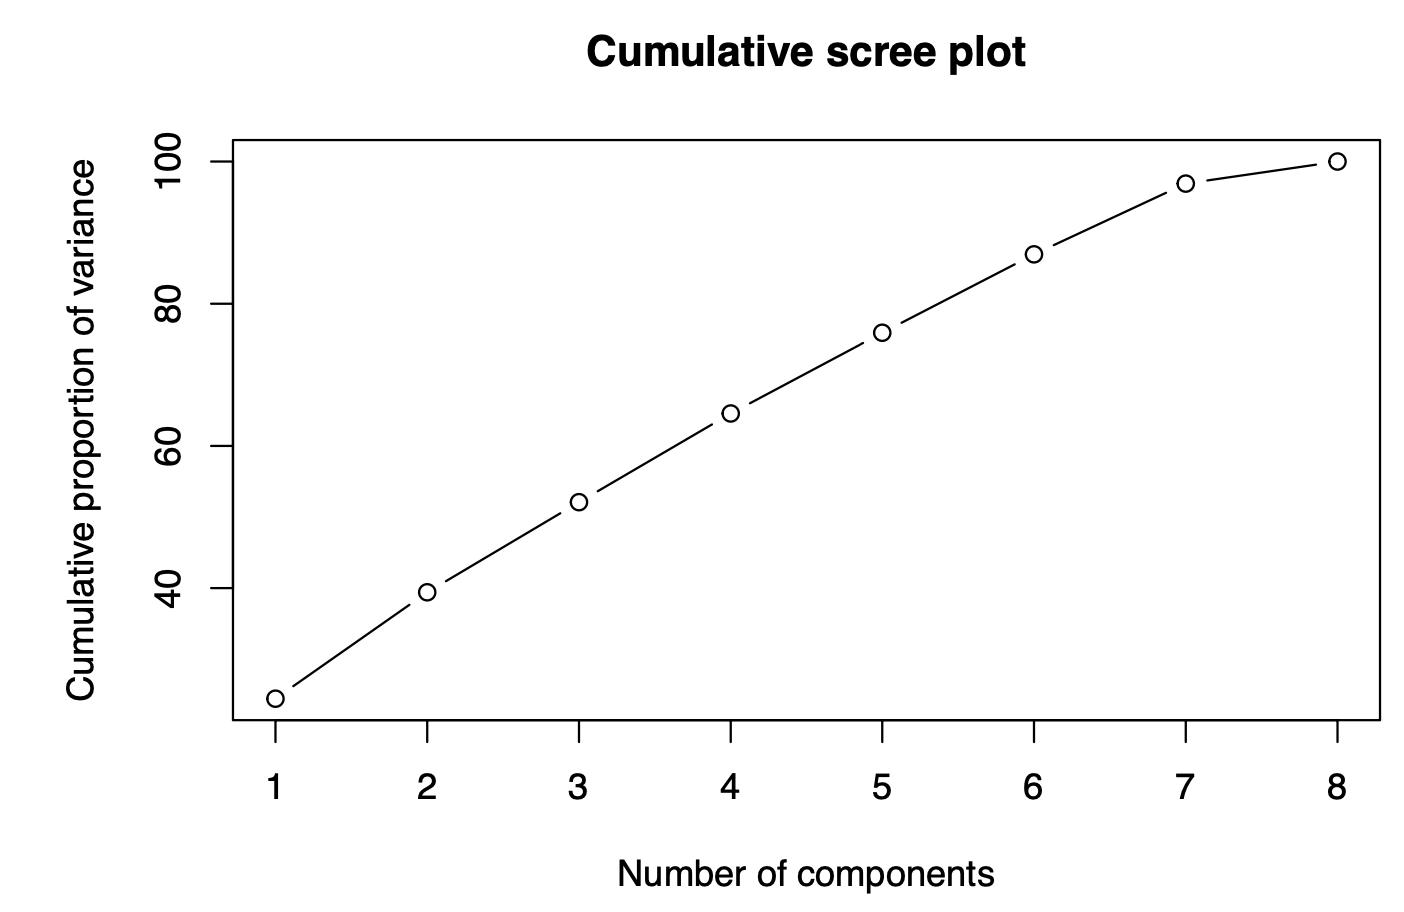 Cumulative scree plot
Cumulative proportion of variance
100
80
60
40
1 2 3 4 5 6 7 8
Number of components